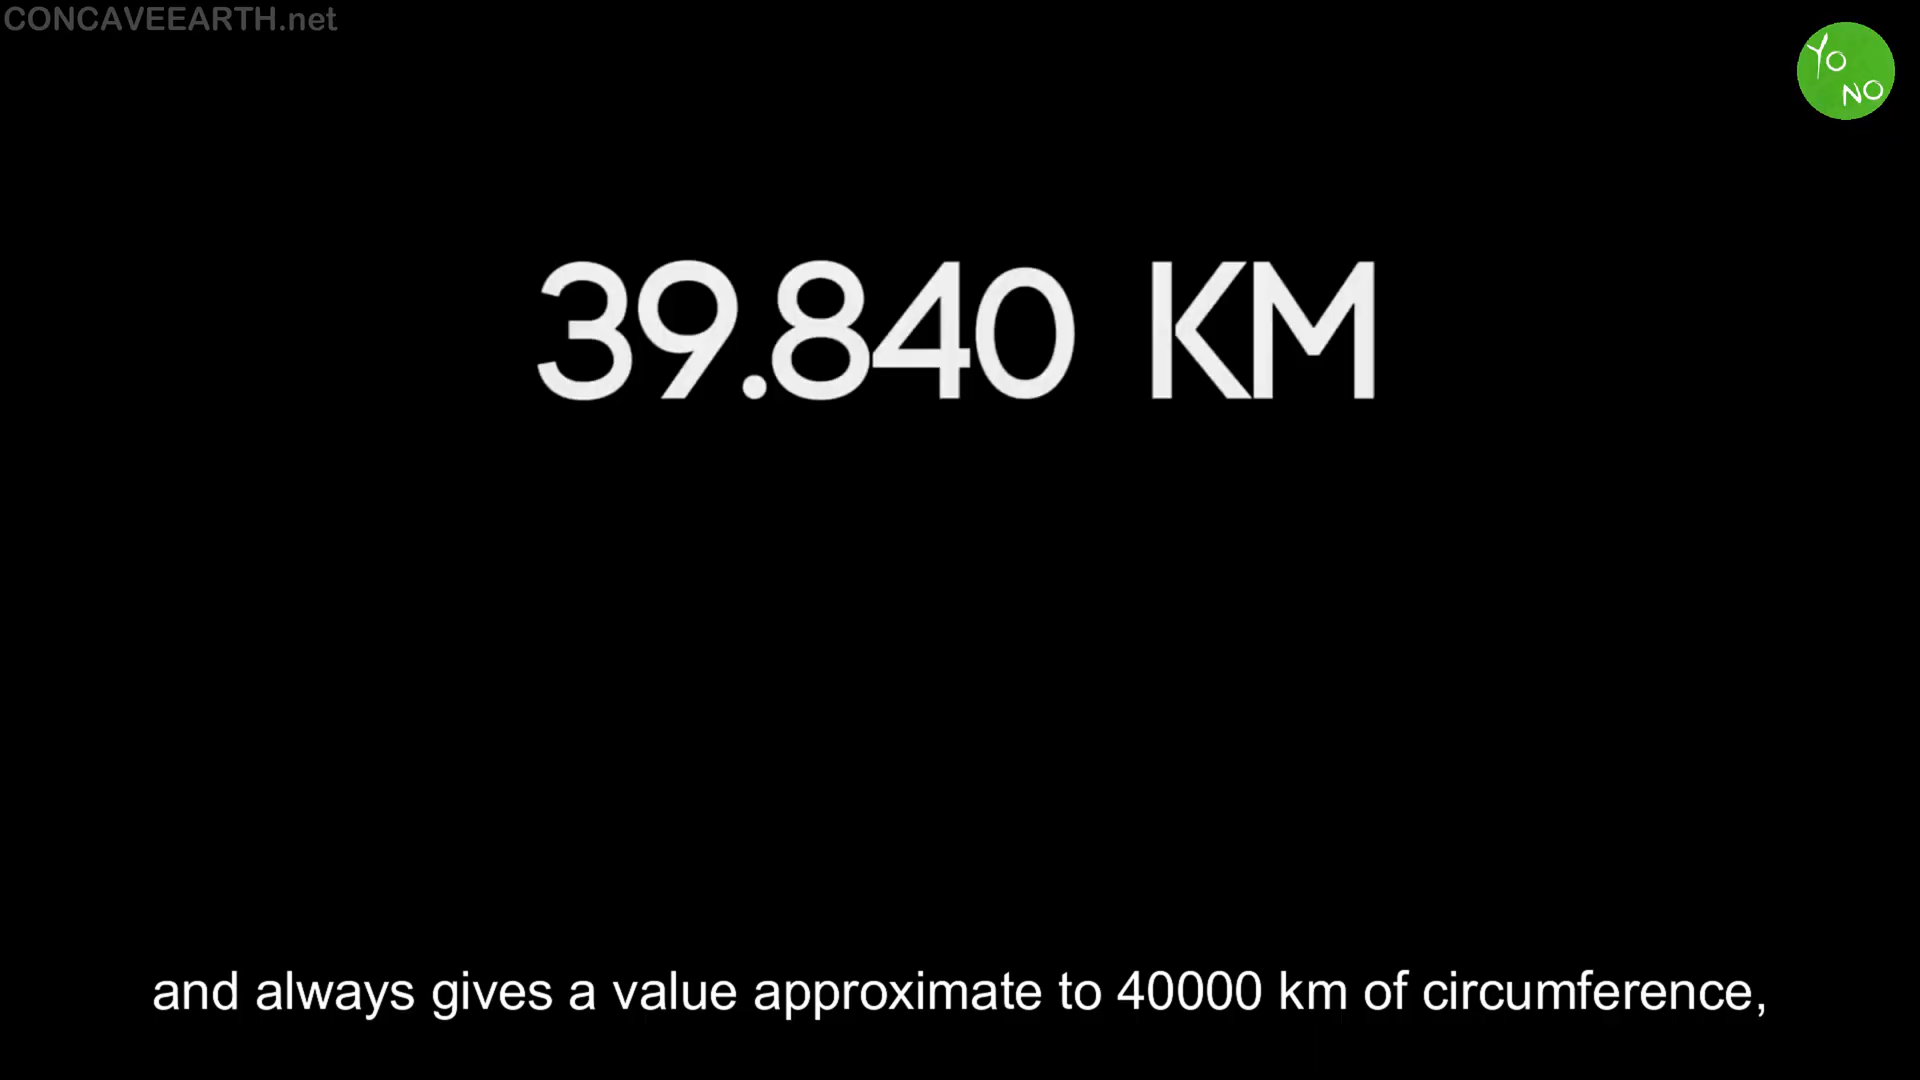 CONCAVEEARTH.net
YO
NO
39.840 KM
and always gives a value approximate to 40000 km of circumference,